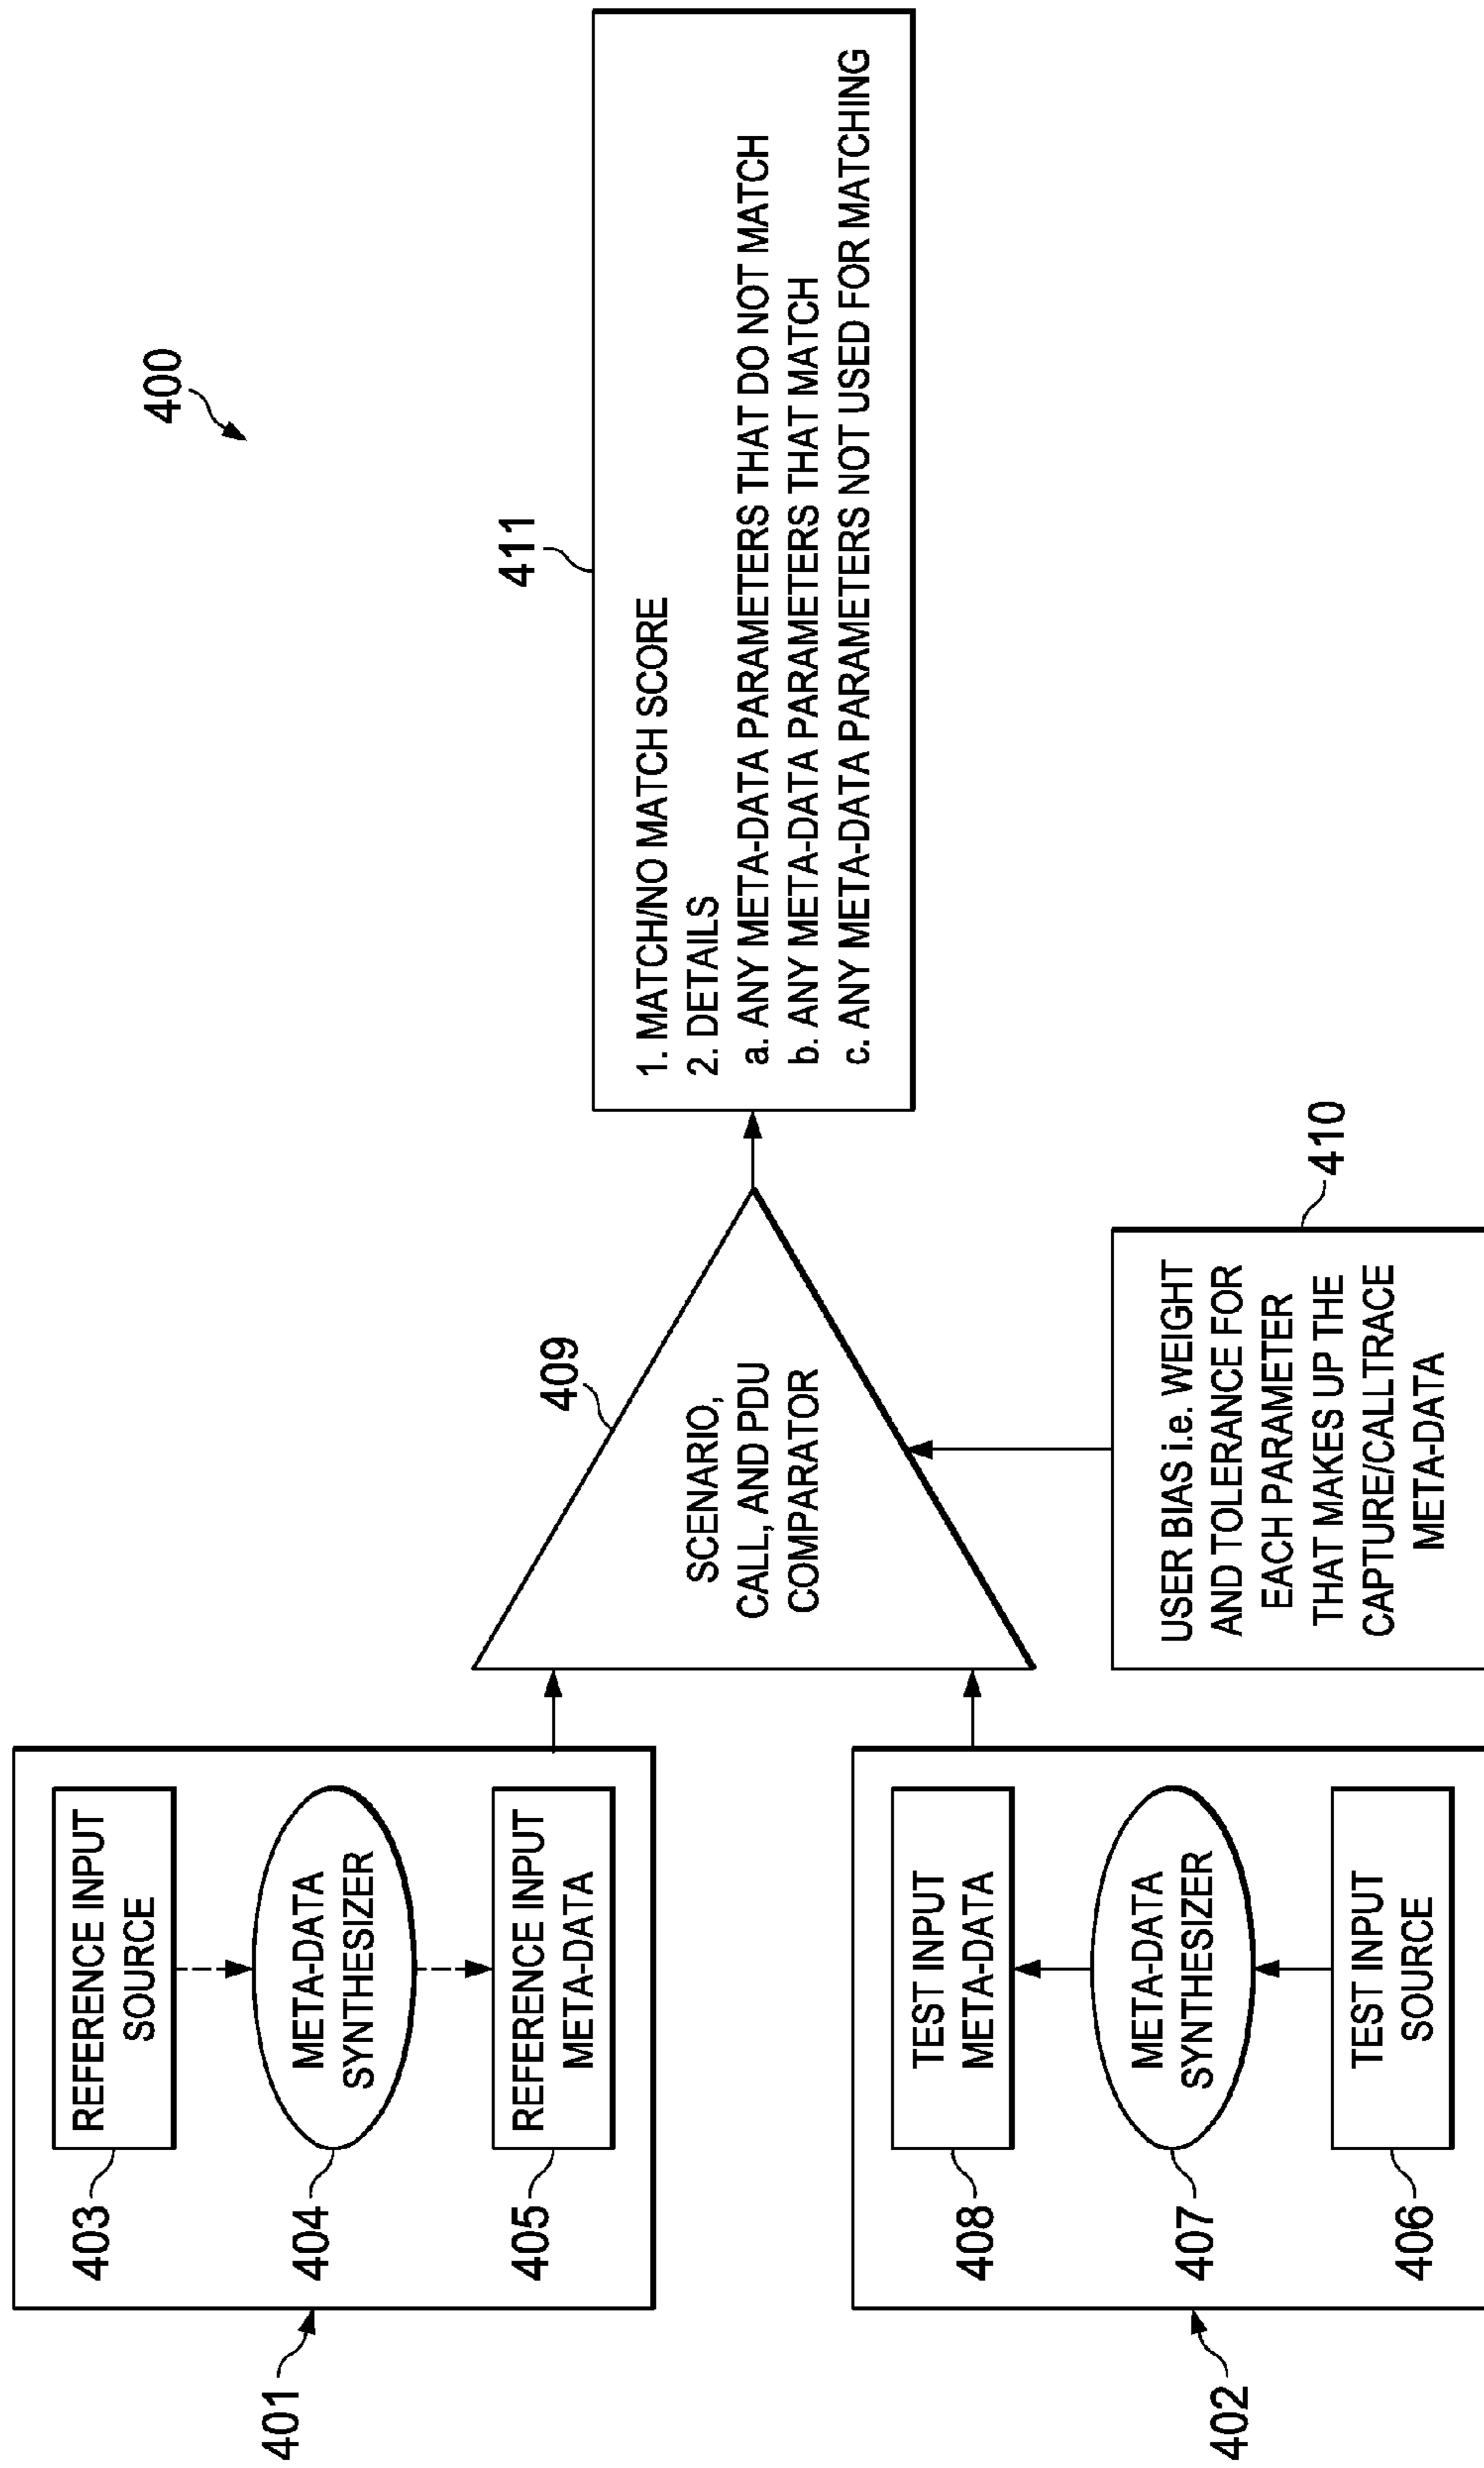 400
401
403
REFERENCE INPUT
SOURCE
404
META-DATA
SYNTHESIZER
405
REFERENCE INPUT
META-DATA
402
408
TEST INPUT
META-DATA
407
META-DATA
SYNTHESIZER
406
TEST INPUT
SOURCE
409
SCENARIO,
CALL, AND PDU
COMPARATOR
410
USER BIAS i.e. WEIGHT
AND TOLERANCE FOR
EACH PARAMETER
THAT MAKES UP THE
CAPTURE/CALLTRACE
META-DATA
411
1. MATCH/NO MATCH SCORE
2. DETAILS
a. ANY META-DATA PARAMETERS THAT DO NOT MATCH
b. ANY META-DATA PARAMETERS THAT MATCH
c. ANY META-DATA PARAMETERS NOT USED FOR MATCHING